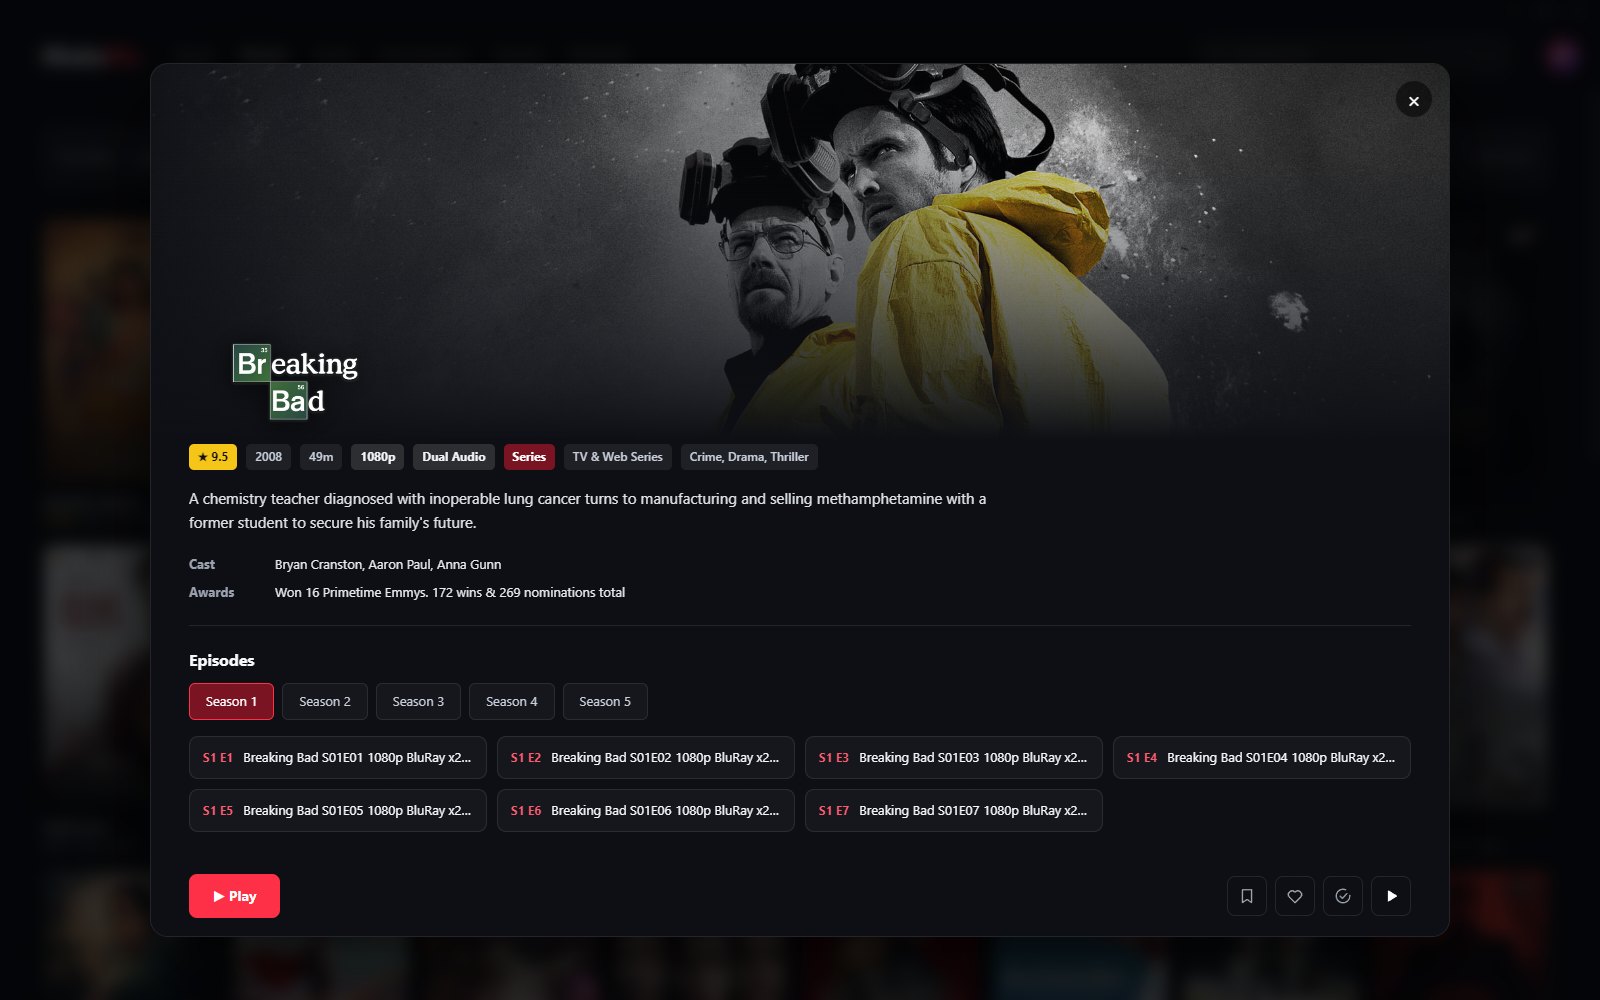 35
Breaking
56
Bad
★ 9.5 2008 49m 1080p Dual Audio Series TV & Web Series Crime, Drama, Thriller
A chemistry teacher diagnosed with inoperable lung cancer turns to manufacturing and selling methamphetamine with a
former student to secure his family's future.
Cast Bryan Cranston, Aaron Paul, Anna Gunn
Awards Won 16 Primetime Emmys. 172 wins & 269 nominations total
Episodes
Season 1 Season 2 Season 3 Season 4 Season 5
S1 E1 Breaking Bad S01E01 1080p BluRay x2... S1 E2 Breaking Bad S01E02 1080p BluRay x2... S1 E3 Breaking Bad S01E03 1080p BluRay x2... S1 E4 Breaking Bad S01E04 1080p BluRay x2...
S1 E5 Breaking Bad S01E05 1080p BluRay x2... S1 E6 Breaking Bad S01E06 1080p BluRay x2... S1 E7 Breaking Bad S01E07 1080p BluRay x2...
▶ Play